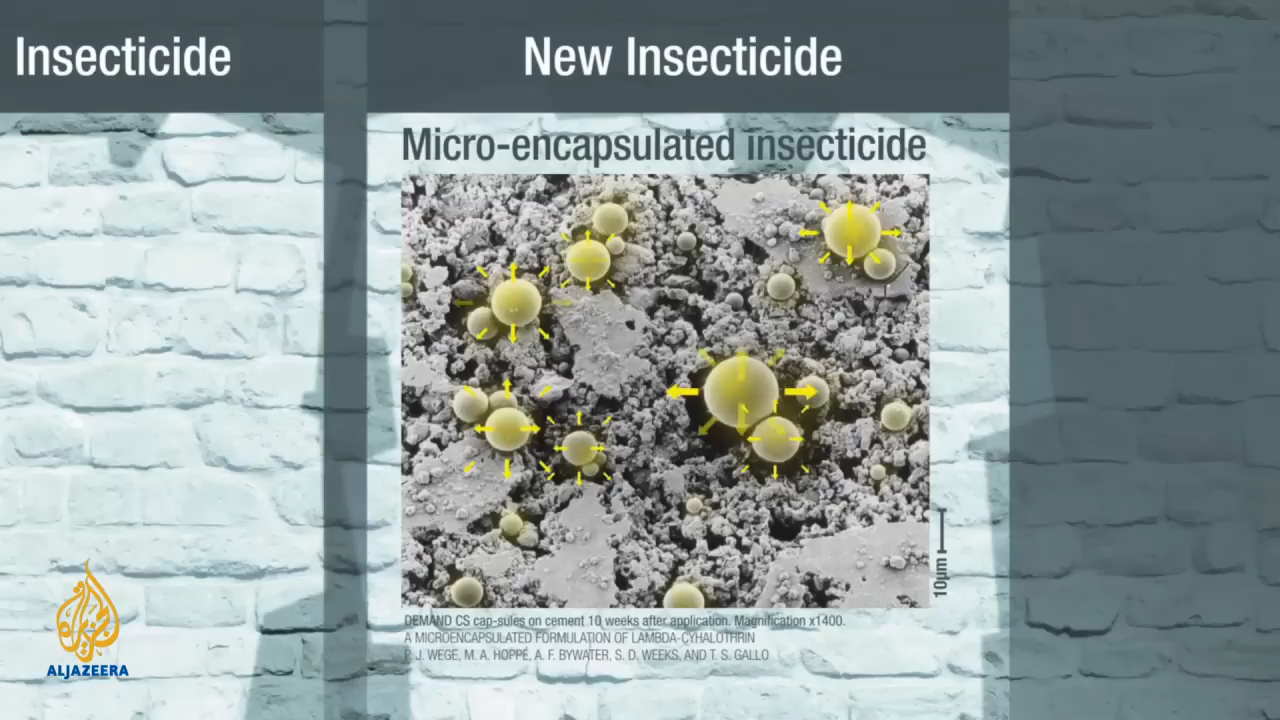 Insecticide
New Insecticide
Micro-encapsulated insecticide
10µm
DEMAND CS cap-sules on cement 10 weeks after application. Magnification x1400.
A MICROENCAPSULATED FORMULATION OF LAMBDA-CYHALOTHRIN
P. J. WEGE, M. A. HOPPÉ, A. F. BYWATER, S. D. WEEKS, AND T. S. GALLO
ALJAZEERA